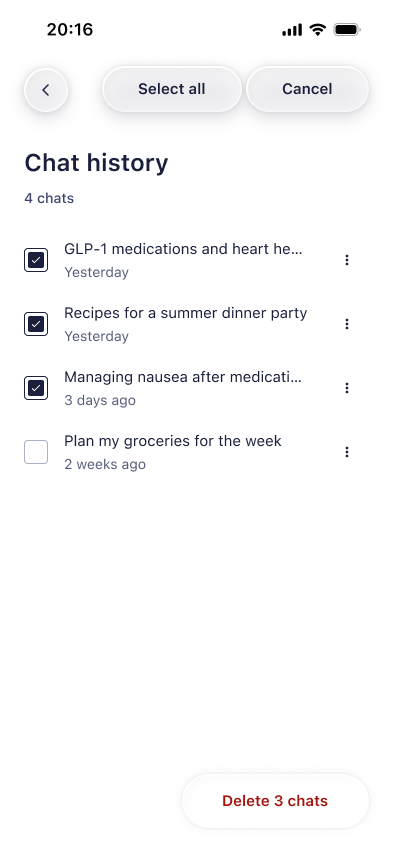 20:16
Select all
Cancel
Chat history
4 chats
GLP-1 medications and heart he...
Yesterday
Recipes for a summer dinner party
Yesterday
Managing nausea after medicati...
3 days ago
Plan my groceries for the week
2 weeks ago
Delete 3 chats